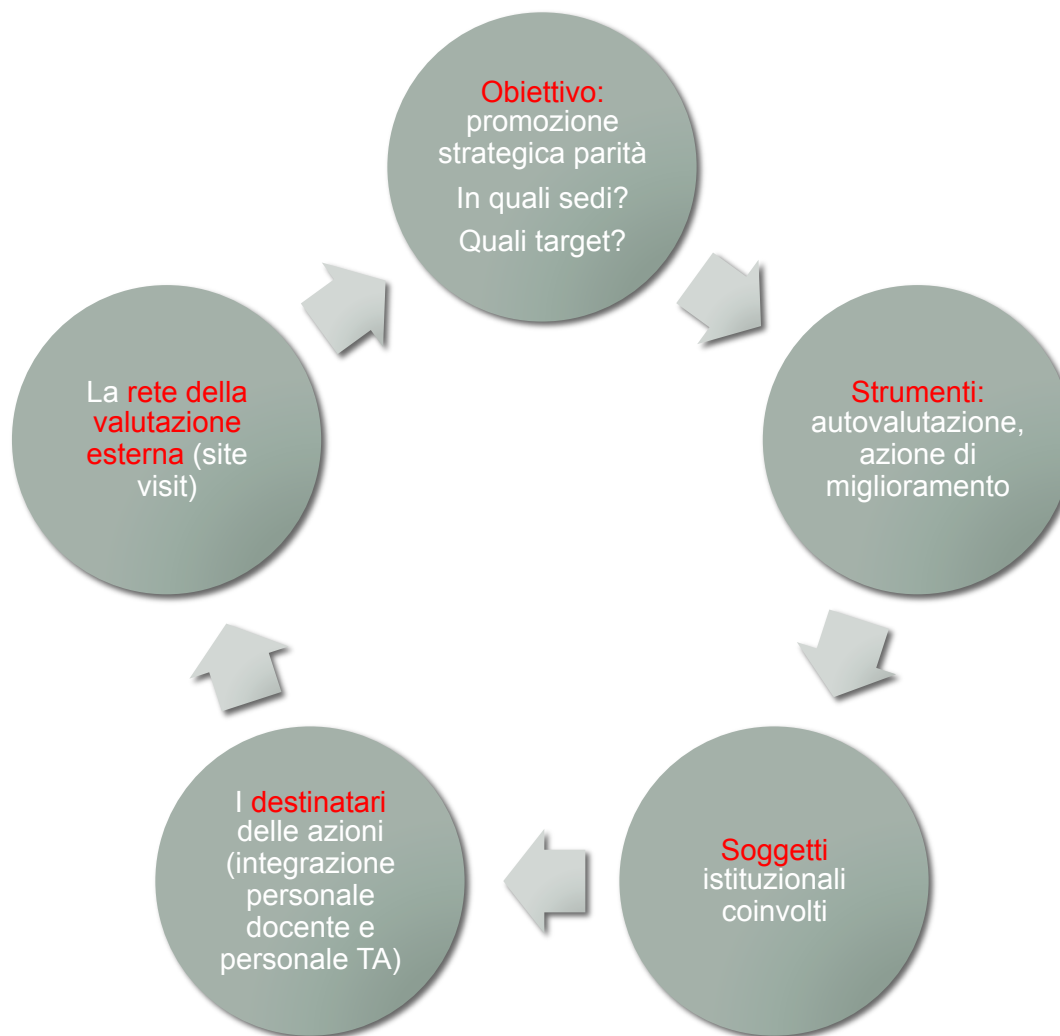 Obiettivo:
promozione
strategica parità
In quali sedi?
Quali target?
Strumenti:
autovalutazione,
azione di
miglioramento
Soggetti
istituzionali
coinvolti
I destinatari
delle azioni
(integrazione
personale
docente e
personale TA)
La rete della
valutazione
esterna (site
visit)